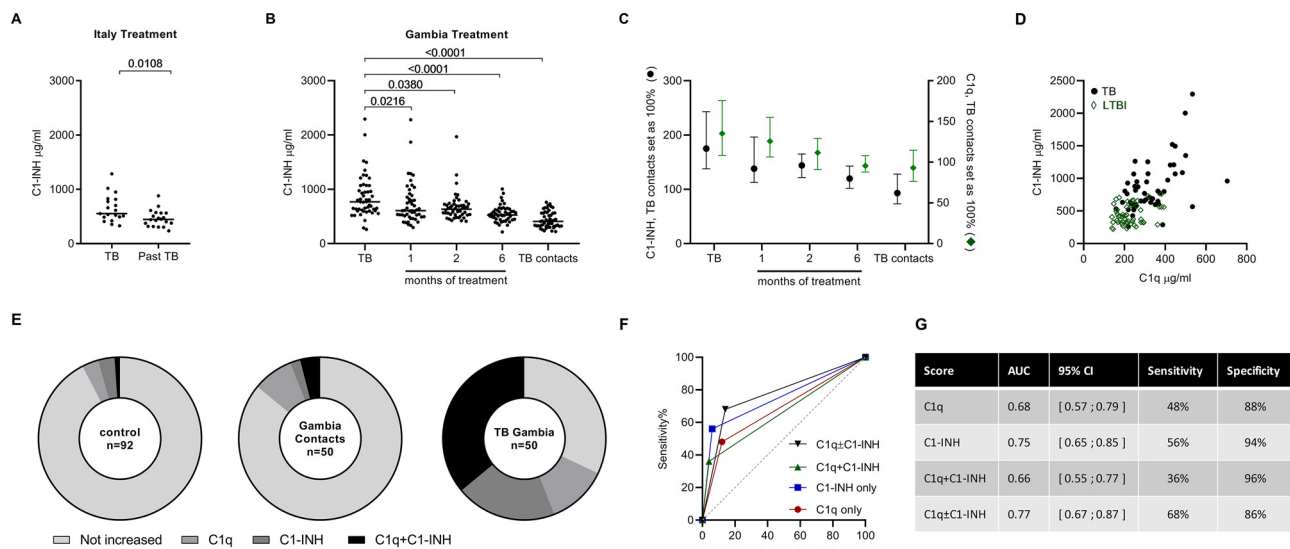 A
Italy Treatment
0.0108
C1-INH µg/ml
3000
2000
1000
0
TB
Past TB
B
Gambia Treatment
<0.0001
<0.0001
0.0380
0.0216
C1-INH µg/ml
3000
2000
1000
0
TB
1
2
6
TB contacts
months of treatment
C
C1-INH, TB contacts set as 100% (●)
300
200
100
0
C1q, TB contacts set as 100% (◆)
200
150
100
50
0
TB
1
2
6
TB contacts
months of treatment
D
TB
LTBI
C1-INH µg/ml
2500
2000
1500
1000
500
0
0
200
400
600
800
C1q µg/ml
E
control
n=92
Gambia
Contacts
n=50
TB Gambia
n=50
Not increased
C1q
C1-INH
C1q+C1-INH
F
Sensitivity%
100
80
60
40
20
0
C1q±C1-INH
C1q+C1-INH
C1-INH only
C1q only
0
20
40
60
80
100
G
Score AUC 95% CI Sensitivity Specificity
C1q 0.68 [ 0.57 ; 0.79 ] 48% 88%
C1-INH 0.75 [ 0.65 ; 0.85 ] 56% 94%
C1q+C1-INH 0.66 [ 0.55 ; 0.77 ] 36% 96%
C1q±C1-INH 0.77 [ 0.67 ; 0.87 ] 68% 86%